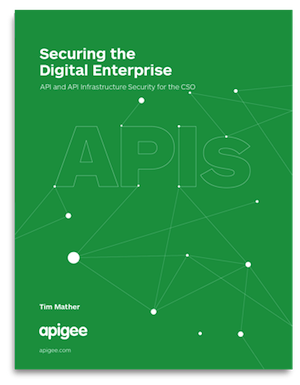 Securing the
Digital Enterprise
API and API Infrastructure Security for the CSO
APIS
Tim Mather
apigee
apigee.com